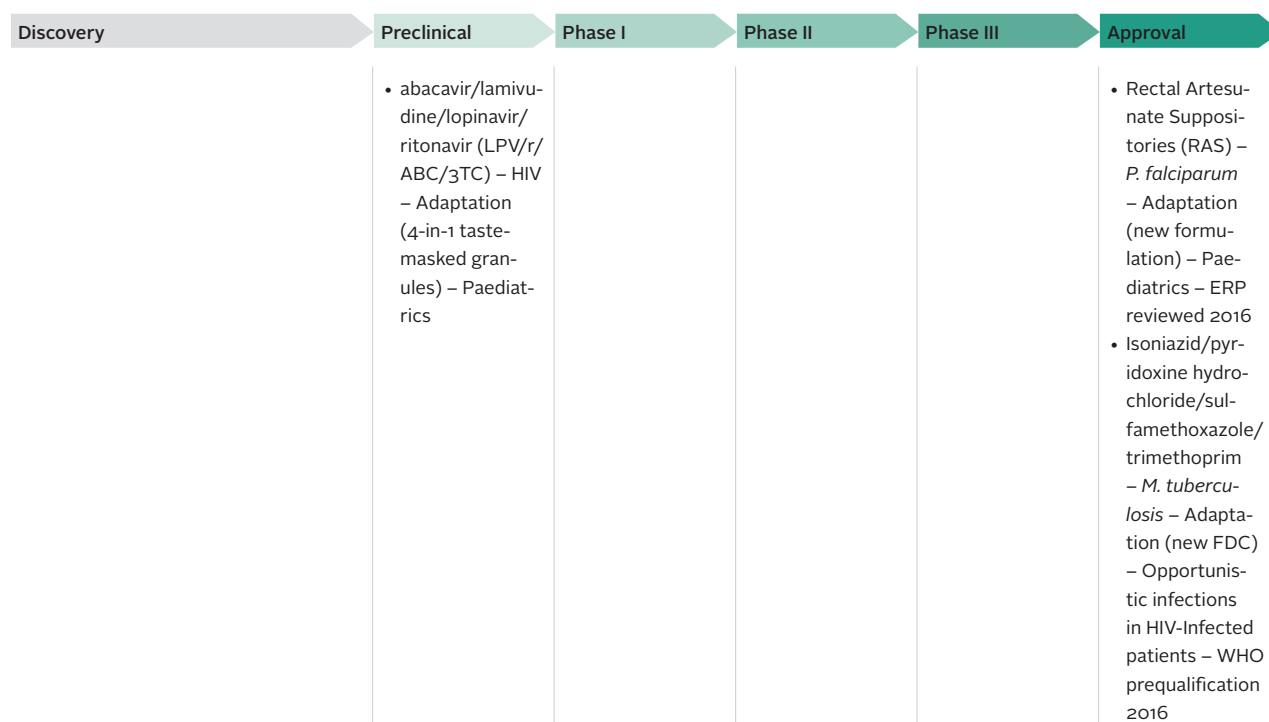 Discovery
Preclinical
Phase I
Phase II
Phase III
Approval
• abacavir/lamivu-
dine/lopinavir/
ritonavir (LPV/r/
ABC/3TC) – HIV
– Adaptation
(4-in-1 taste-
masked gran-
ules) – Paediat-
rics
• Rectal Artesu-
nate Supposi-
tories (RAS) –
P. falciparum
– Adaptation
(new formu-
lation) – Pae-
diatrics – ERP
reviewed 2016
• Isoniazid/pyr-
idoxine hydro-
chloride/sul-
famethoxazole/
trimethoprim
– M. tubercu-
losis – Adapta-
tion (new FDC)
– Opportunis-
tic infections
in HIV-Infected
patients – WHO
prequalification
2016